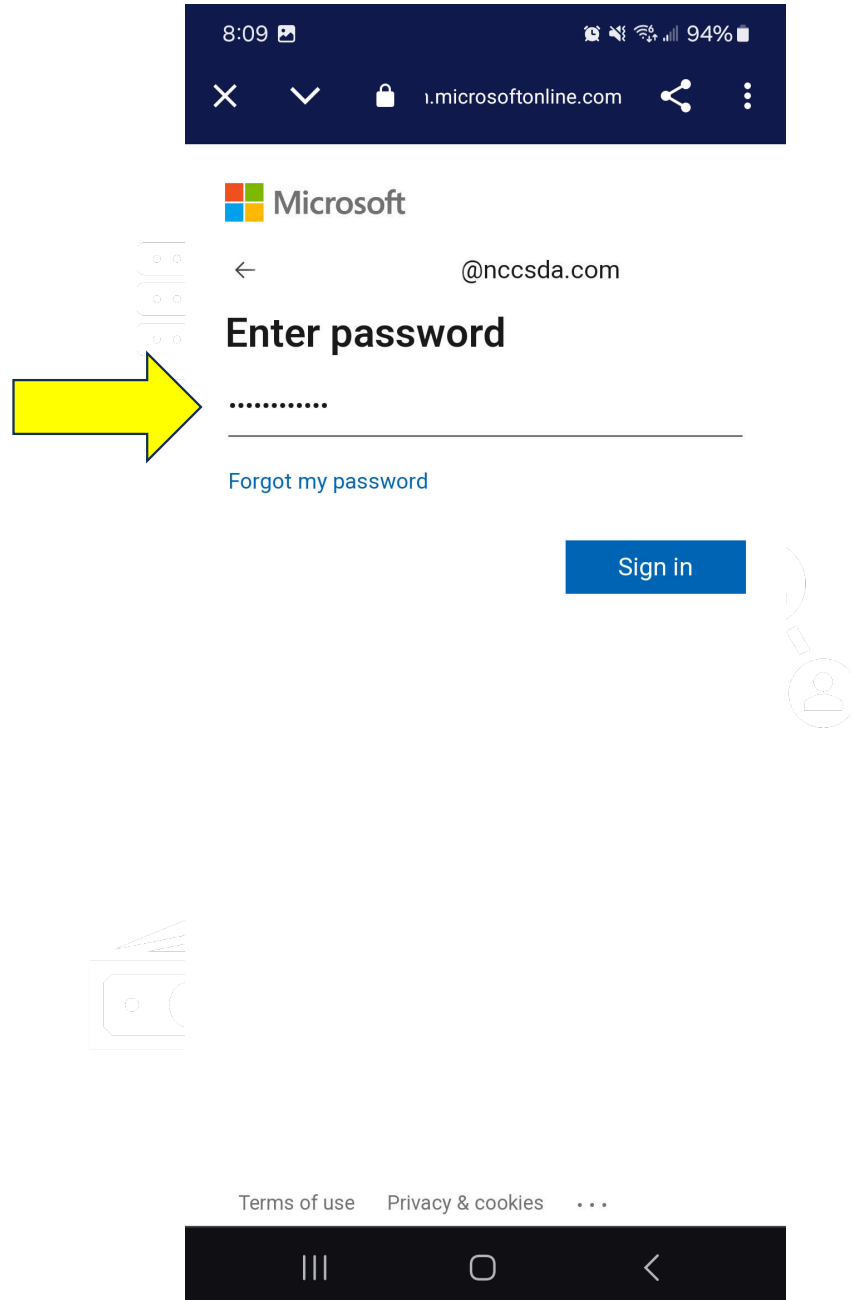 8:09 94%
.microsoftonline.com
Microsoft
@nccsda.com
Enter password
Forgot my password
Sign in
Terms of use Privacy & cookies ...